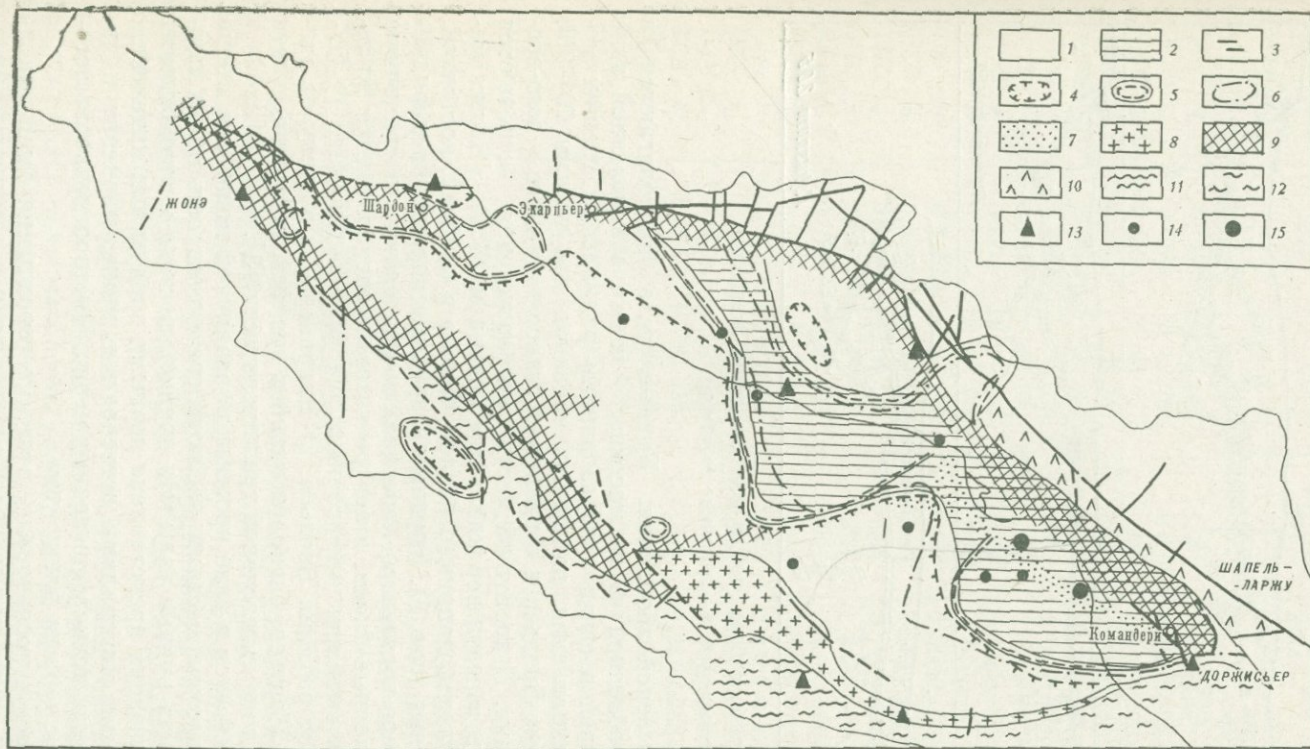 1 2 3
4 5 6
7 8 9
10 11 12
13 14 15
ЖОНЭ
Шардон
Экарпьер
ШАПЕЛЬ-
-ЛАРЖУ
Командери
ДОРЖИСЬЕР